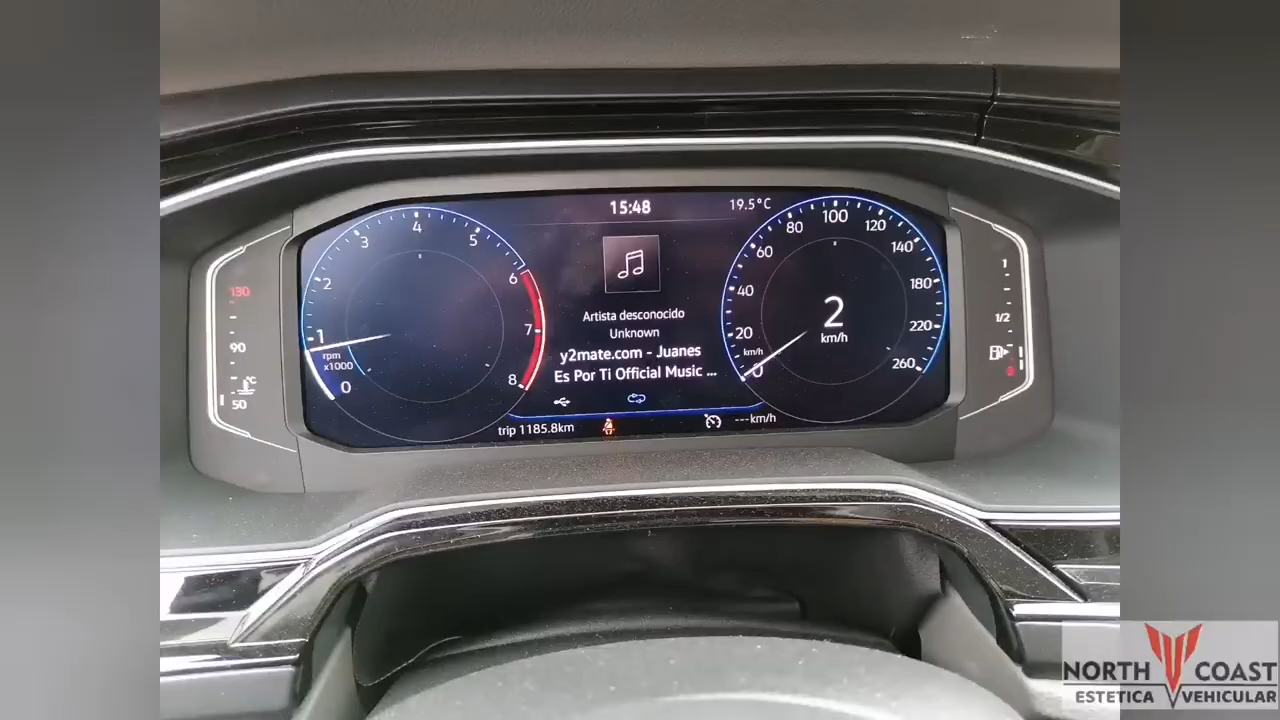 15:48
19.5°C
Artista desconocido
Unknown
y2mate.com - Juanes
Es Por Ti Official Music ...
trip 1185.8km
---km/h
0
1
2
3
4
5
6
7
8
rpm
x1000
0
20
40
60
80
100
120
140
180
220
260
km/h
2
km/h
130
90
°C
50
1
1/2
0
NORTH COAST
ESTETICA VEHICULAR